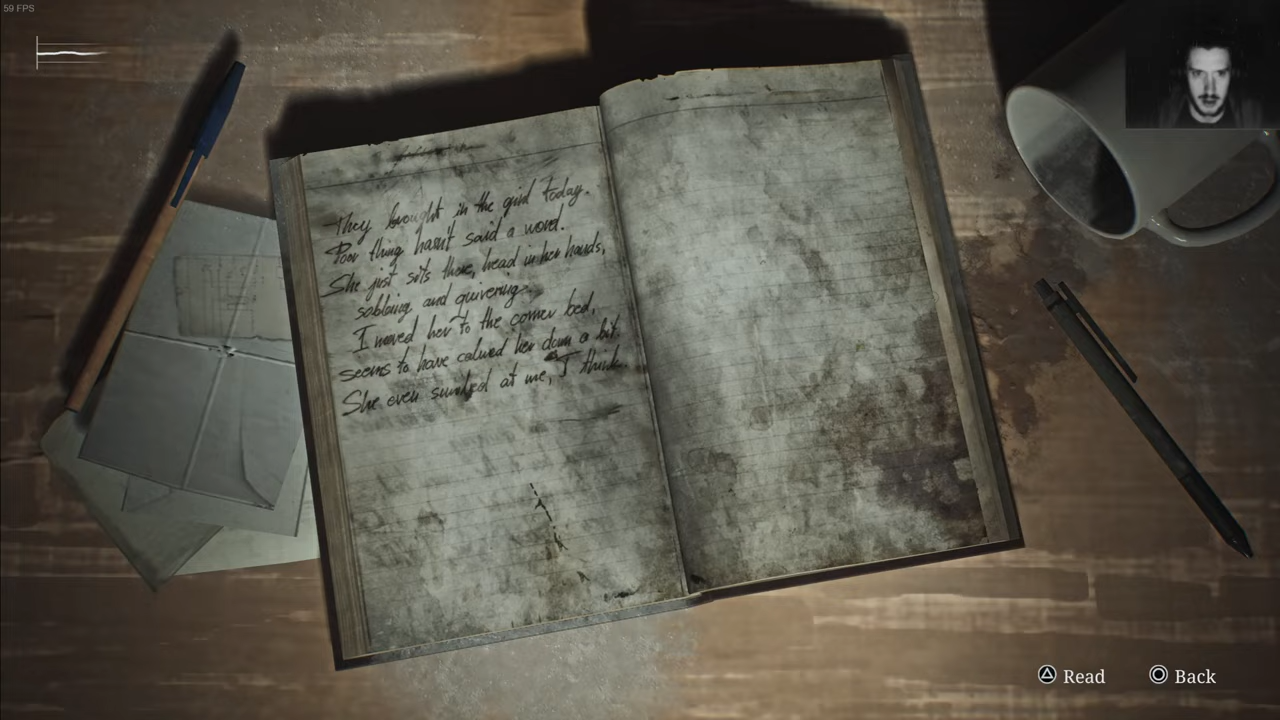 59 FPS
They brought in the girl today.
Poor thing hasn't said a word.
She just sits there, head in her hands,
sobbing and quivering.
I moved her to the corner bed,
seems to have calmed her down a bit.
She even smiled at me, I think.
Read
Back